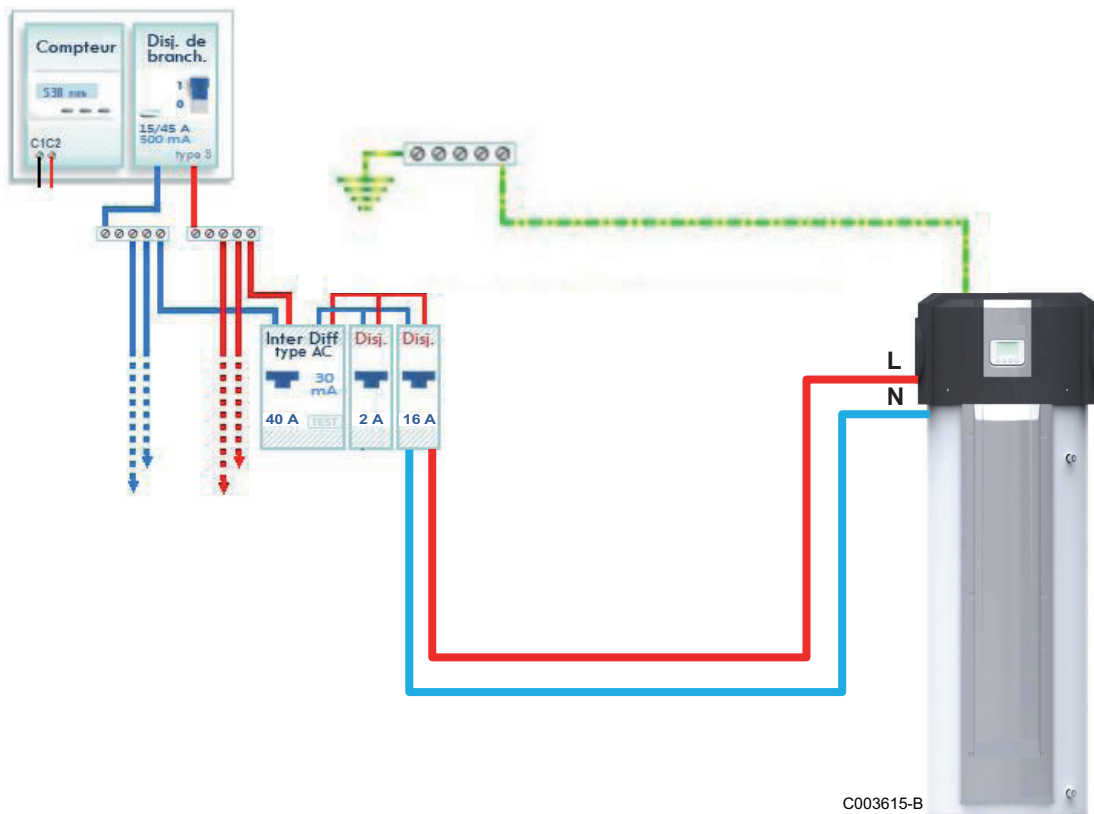 Compteur
Disj. de
branch.
1
0
15/45 A
500 mA
type S
C1C2
Inter Diff
type AC
30
mA
40 A
TEST
Disj.
2 A
Disj.
16 A
L
N
C003615-B